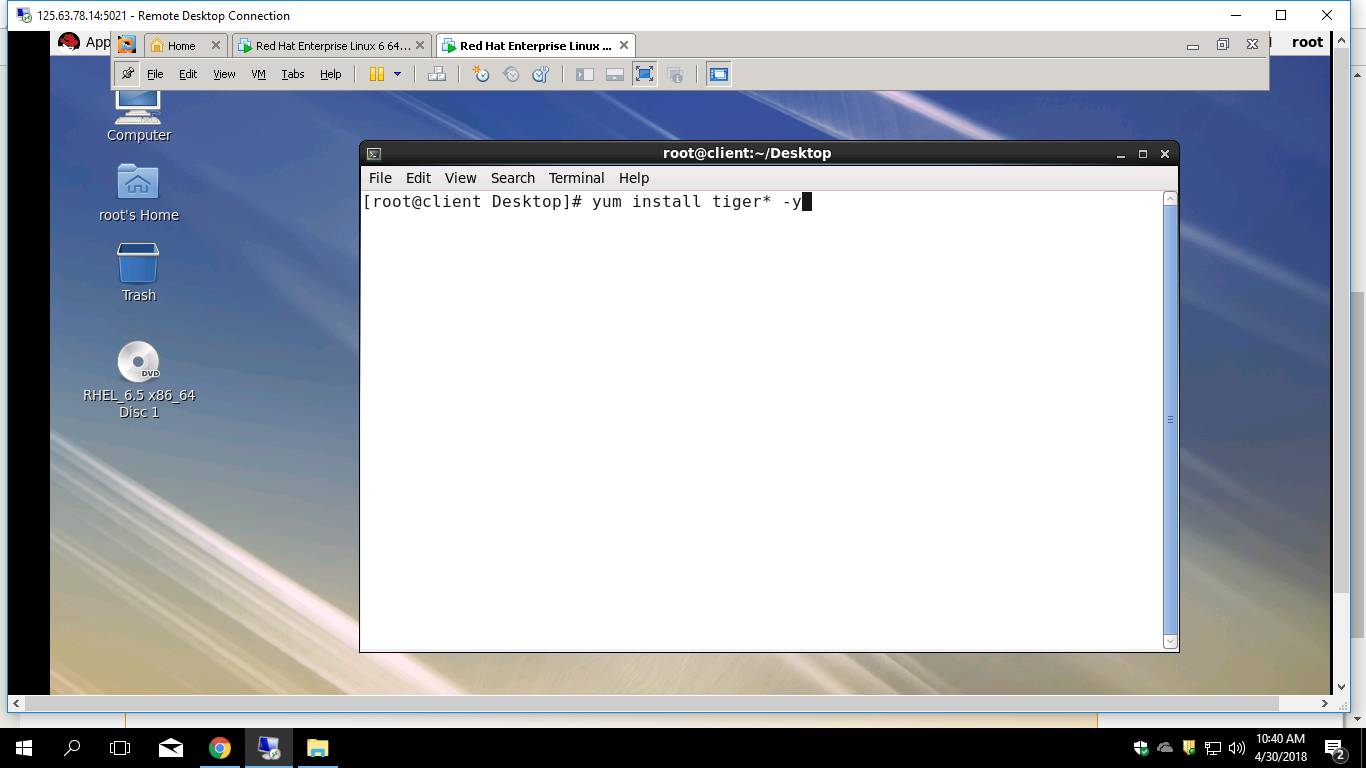 125.63.78.14:5021 - Remote Desktop Connection
App
Home
Red Hat Enterprise Linux 6 64...
Red Hat Enterprise Linux ...
root
File Edit View VM Tabs Help
Computer
root's Home
Trash
DVD
RHEL_6.5 x86_64
Disc 1
root@client:~/Desktop
File Edit View Search Terminal Help
[root@client Desktop]# yum install tiger* -y
10:40 AM
4/30/2018
2